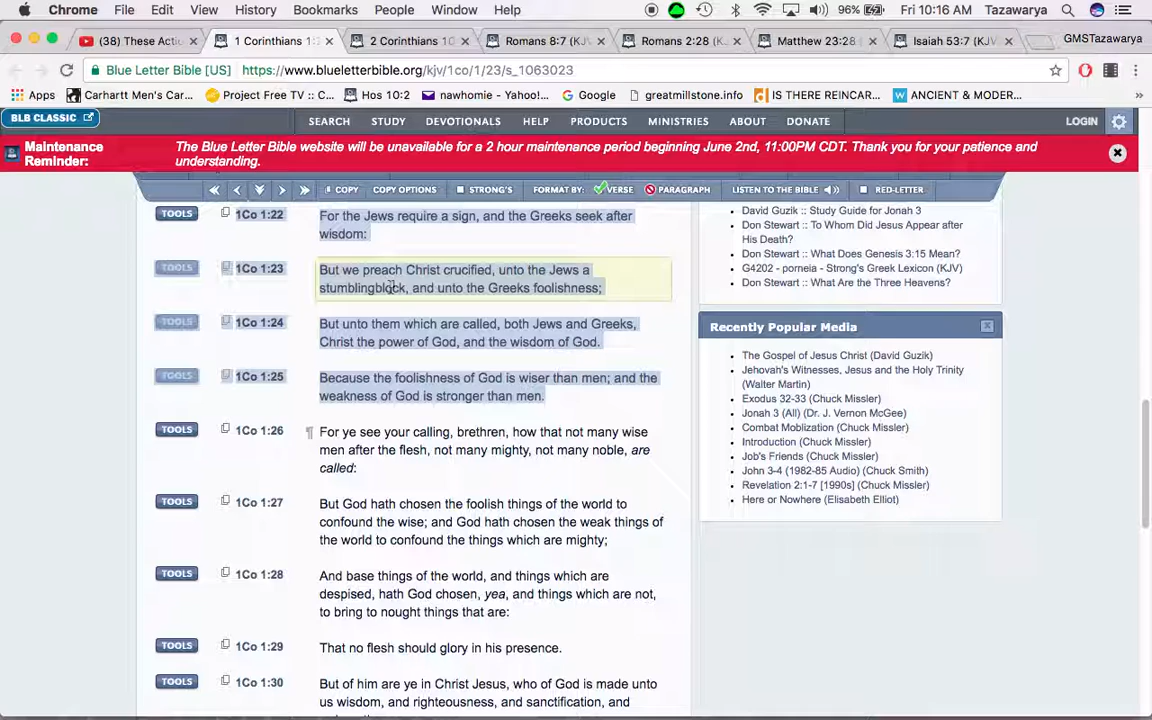 Chrome File Edit View History Bookmarks People Window Help 96% Fri 10:16 AM Tazawarya
(38) These Acti 1 Corinthians 1: 2 Corinthians 10 Romans 8:7 (KJV) Romans 2:28 (KJV Matthew 23:28 Isaiah 53:7 (KJV GMSTazawarya
Blue Letter Bible [US] https://www.blueletterbible.org/kjv/1co/1/23/s_1063023
Apps Carhartt Men's Car... Project Free TV :: C... Hos 10:2 nawhomie - Yahoo!... Google greatmillstone.info IS THERE REINCAR... ANCIENT & MODER... »
BLB CLASSIC SEARCH STUDY DEVOTIONALS HELP PRODUCTS MINISTRIES ABOUT DONATE LOGIN
Maintenance Reminder: The Blue Letter Bible website will be unavailable for a 2 hour maintenance period beginning June 2nd, 11:00PM CDT. Thank you for your patience and
understanding.
COPY COPY OPTIONS STRONG'S FORMAT BY: VERSE PARAGRAPH LISTEN TO THE BIBLE RED-LETTER
TOOLS 1Co 1:22 For the Jews require a sign, and the Greeks seek after
wisdom:
TOOLS 1Co 1:23 But we preach Christ crucified, unto the Jews a
stumblingblock, and unto the Greeks foolishness;
TOOLS 1Co 1:24 But unto them which are called, both Jews and Greeks,
Christ the power of God, and the wisdom of God.
TOOLS 1Co 1:25 Because the foolishness of God is wiser than men; and the
weakness of God is stronger than men.
TOOLS 1Co 1:26 ¶ For ye see your calling, brethren, how that not many wise
men after the flesh, not many mighty, not many noble, are
called:
TOOLS 1Co 1:27 But God hath chosen the foolish things of the world to
confound the wise; and God hath chosen the weak things of
the world to confound the things which are mighty;
TOOLS 1Co 1:28 And base things of the world, and things which are
despised, hath God chosen, yea, and things which are not,
to bring to nought things that are:
TOOLS 1Co 1:29 That no flesh should glory in his presence.
TOOLS 1Co 1:30 But of him are ye in Christ Jesus, who of God is made unto
us wisdom, and righteousness, and sanctification, and
David Guzik :: Study Guide for Jonah 3
Don Stewart :: To Whom Did Jesus Appear after
His Death?
Don Stewart :: What Does Genesis 3:15 Mean?
G4202 - porneia - Strong's Greek Lexicon (KJV)
Don Stewart :: What Are the Three Heavens?
Recently Popular Media
The Gospel of Jesus Christ (David Guzik)
Jehovah's Witnesses, Jesus and the Holy Trinity
(Walter Martin)
Exodus 32-33 (Chuck Missler)
Jonah 3 (All) (Dr. J. Vernon McGee)
Combat Moblization (Chuck Missler)
Introduction (Chuck Missler)
Job's Friends (Chuck Missler)
John 3-4 (1982-85 Audio) (Chuck Smith)
Revelation 2:1-7 [1990s] (Chuck Missler)
Here or Nowhere (Elisabeth Elliot)